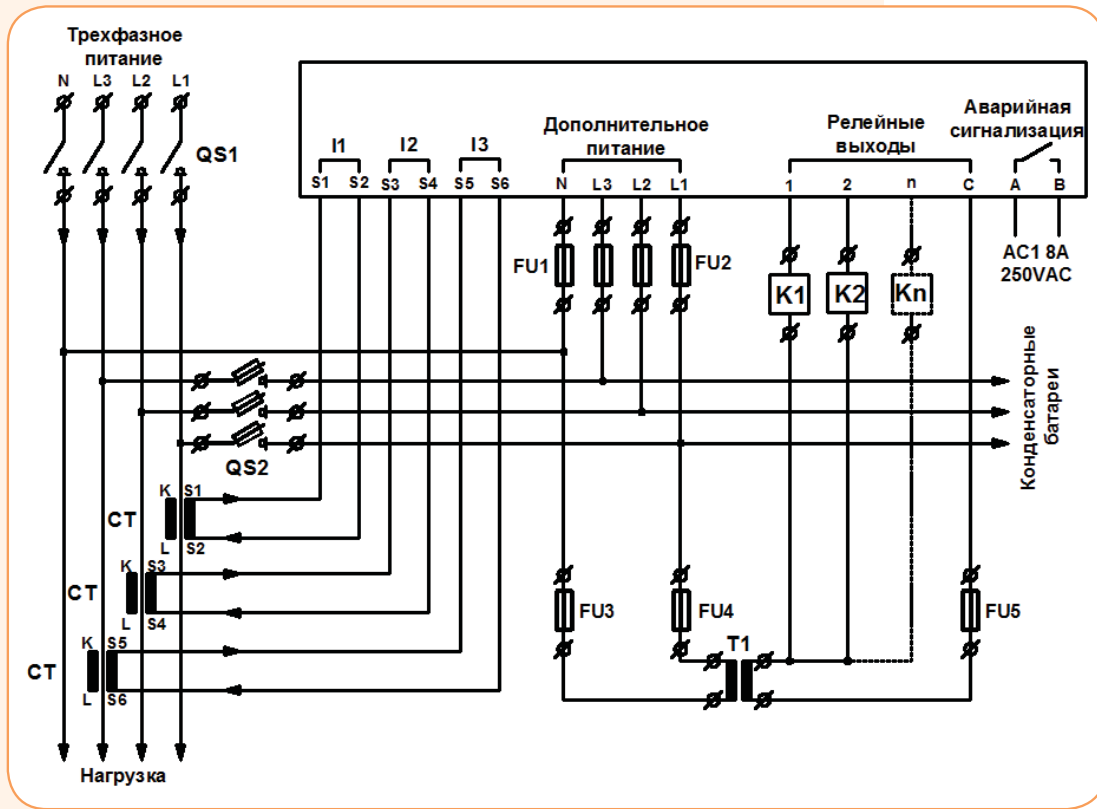 Трехфазное
питание
N L3 L2 L1
QS1
I1 I2 I3
S1 S2 S3 S4 S5 S6
Дополнительное
питание
N L3 L2 L1
Релейные
выходы
1 2 n C
Аварийная
сигнализация
A B
AC1 8A
250VAC
FU1
FU2
K1 K2 Kn
QS2
Конденсаторные
батареи
CT
K S1
L S2
CT
K S3
L S4
CT
K S5
L S6
FU3
FU4
FU5
T1
Нагрузка